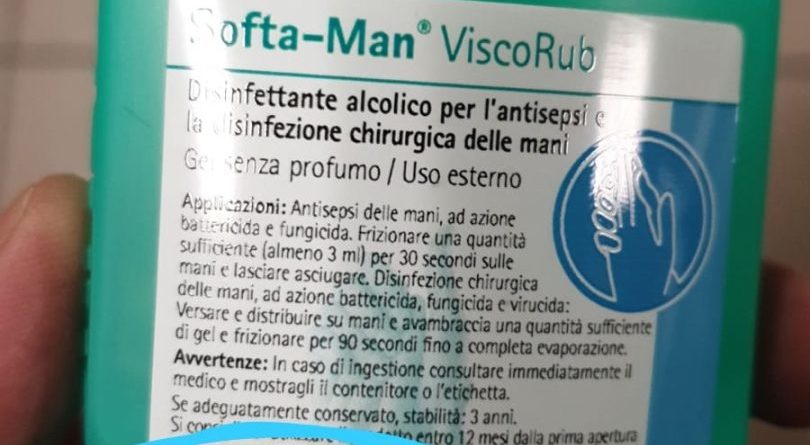 Softa-Man® ViscoRub
Disinfettante alcolico per l'antisepsi e
la disinfezione chirurgica delle mani
Gel senza profumo / Uso esterno
Applicazioni: Antisepsi delle mani, ad azione
battericida e fungicida. Frizionare una quantità
sufficiente (almeno 3 ml) per 30 secondi sulle
mani e lasciare asciugare. Disinfezione chirurgica
delle mani, ad azione battericida, fungicida e virucida:
Versare e distribuire su mani e avambraccia una quantità sufficiente
di gel e frizionare per 90 secondi fino a completa evaporazione.
Avvertenze: In caso di ingestione consultare immediatamente il
medico e mostragli il contenitore o l'etichetta.
Se adeguatamente conservato, stabilità: 3 anni.
Si entro 12 mesi dalla prima apertura